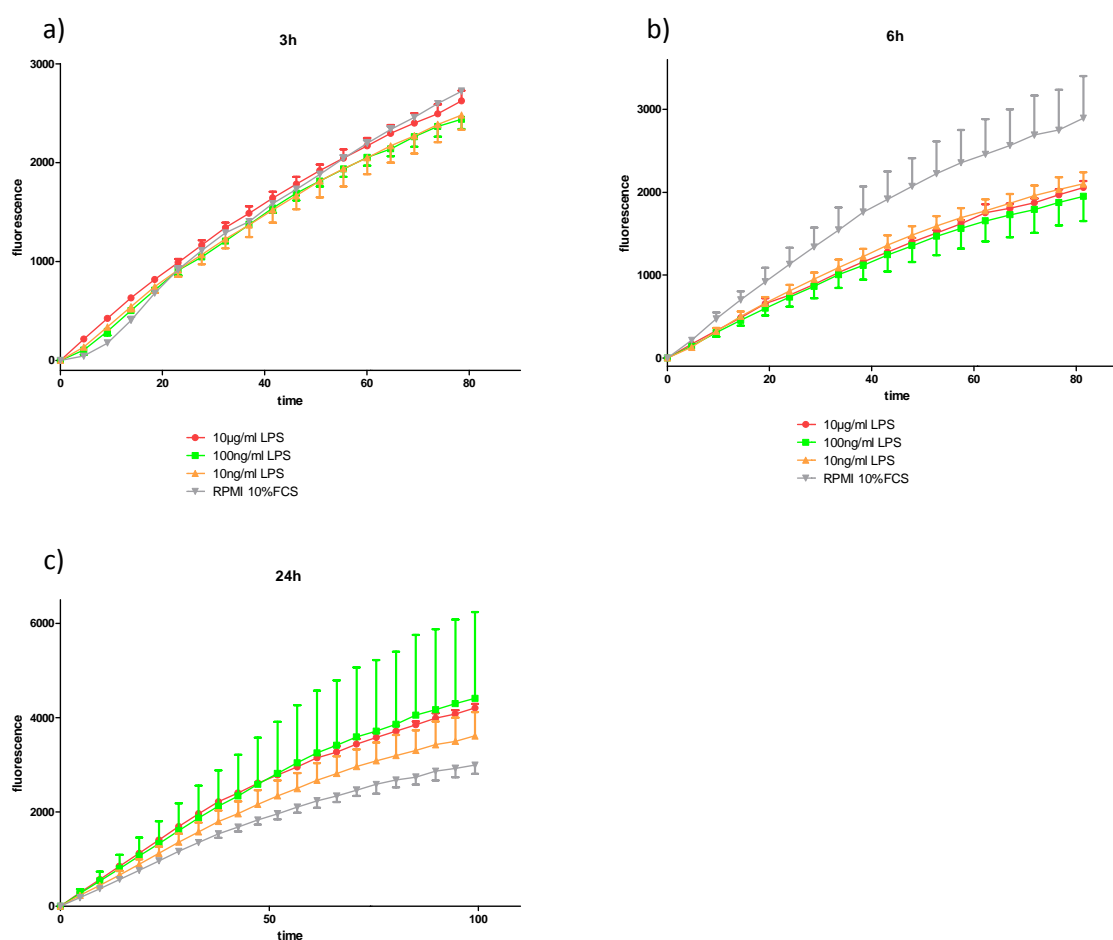 a)
3h
3000
2000
1000
0
fluorescence
0 20 40 60 80
time
10µg/ml LPS
100ng/ml LPS
10ng/ml LPS
RPMI 10%FCS
b)
6h
3000
2000
1000
0
fluorescence
0 20 40 60 80
time
10µg/ml LPS
100ng/ml LPS
10ng/ml LPS
RPMI 10%FCS
c)
24h
6000
4000
2000
0
fluorescence
0 50 100
time